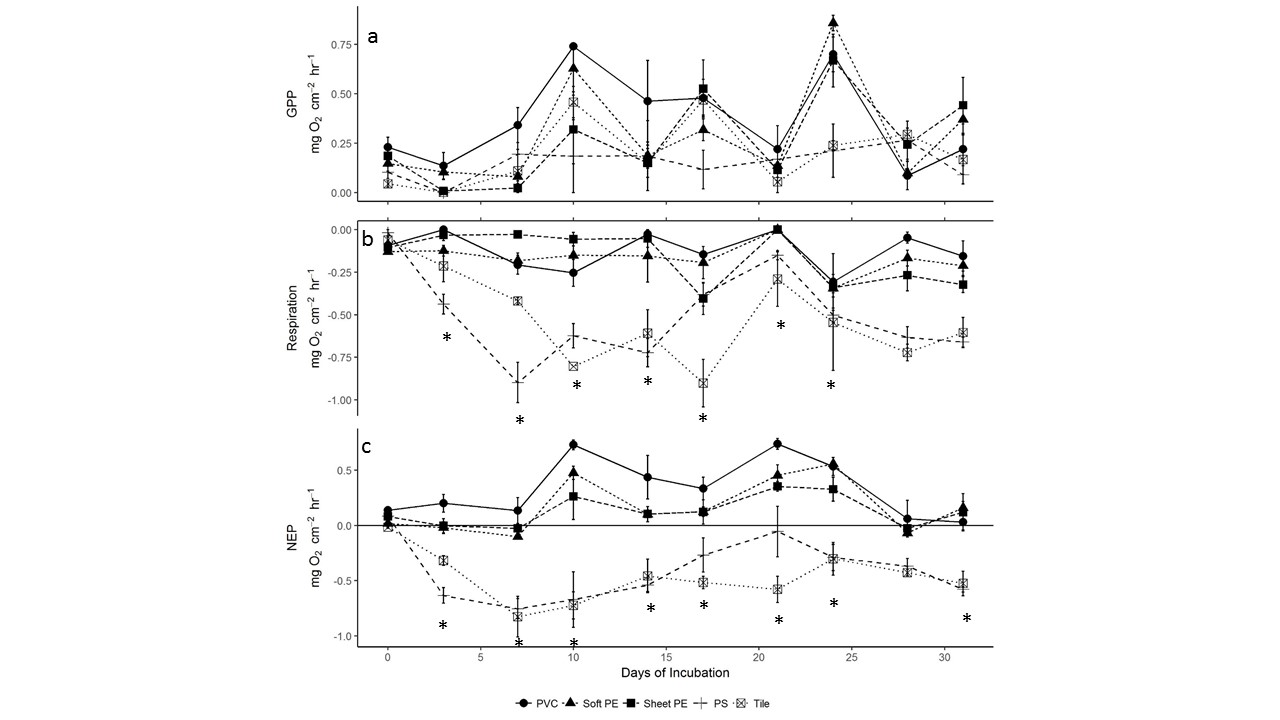 a
GPP
mg O₂ cm⁻² hr⁻¹
0.75
0.50
0.25
0.00
b
Respiration
mg O₂ cm⁻² hr⁻¹
0.00
-0.25
-0.50
-0.75
-1.00
* * * * * * *
c
NEP
mg O₂ cm⁻² hr⁻¹
0.5
0.0
-0.5
-1.0
* * * * * * * *
0 5 10 15 20 25 30
Days of Incubation
PVC Soft PE Sheet PE PS Tile